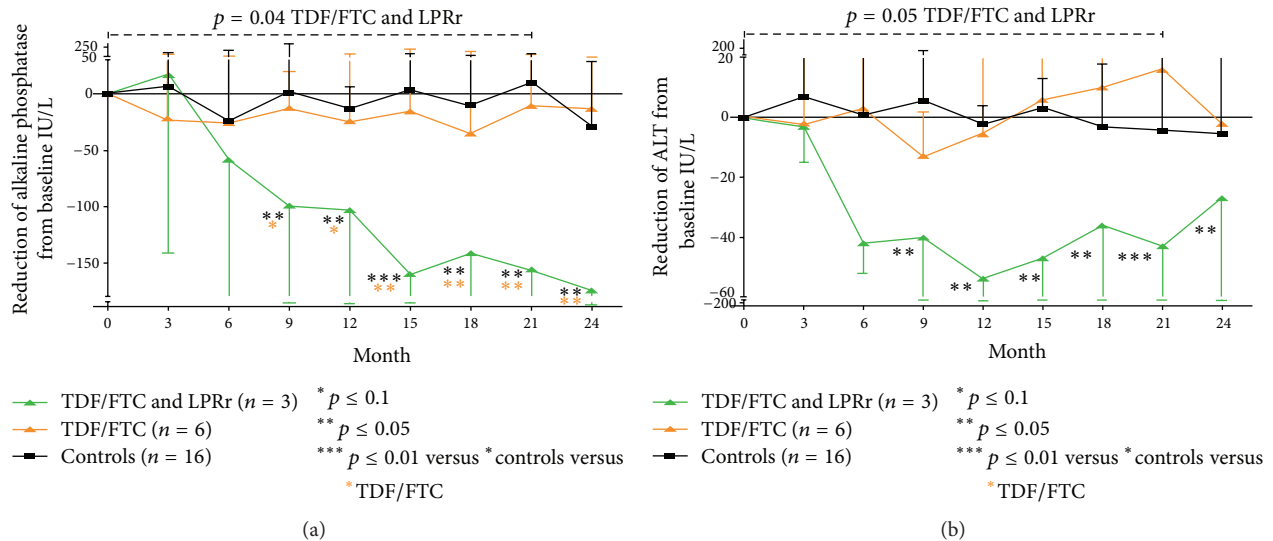 p = 0.04 TDF/FTC and LPRr
Reduction of alkaline phosphatase
from baseline IU/L
250
50
0
−50
−100
−150
** ** *** ** ** **
* * ** ** ** **
0 3 6 9 12 15 18 21 24
Month
TDF/FTC and LPRr (n = 3)
TDF/FTC (n = 6)
Controls (n = 16)
* p ≤ 0.1
** p ≤ 0.05
*** p ≤ 0.01 versus * controls versus
* TDF/FTC
(a)
p = 0.05 TDF/FTC and LPRr
Reduction of ALT from
baseline IU/L
200
20
0
−20
−40
−60
−200
** ** ** ** *** **
0 3 6 9 12 15 18 21 24
Month
TDF/FTC and LPRr (n = 3)
TDF/FTC (n = 6)
Controls (n = 16)
* p ≤ 0.1
** p ≤ 0.05
*** p ≤ 0.01 versus * controls versus
* TDF/FTC
(b)